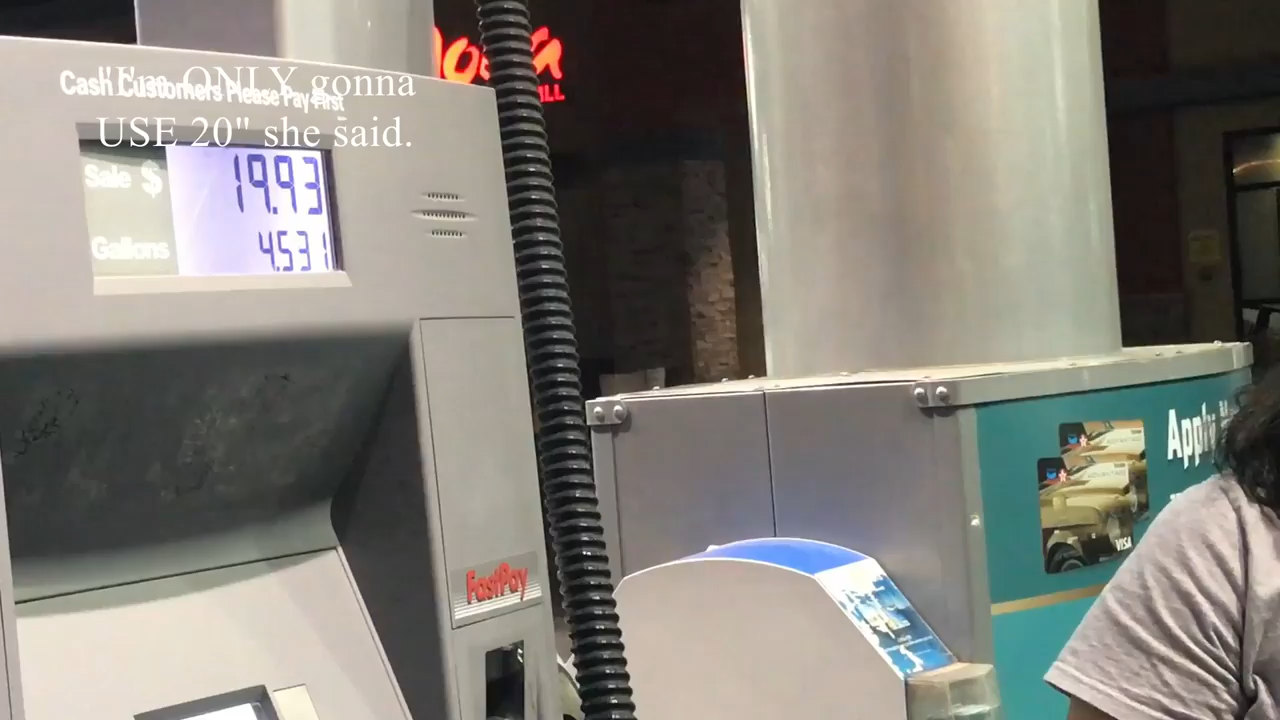 "I'm ONLY gonna
USE 20" she said.
Cash Customers Please Pay First
Sale $
19.93
Gallons
4.531
FastPay
Apply
VISA